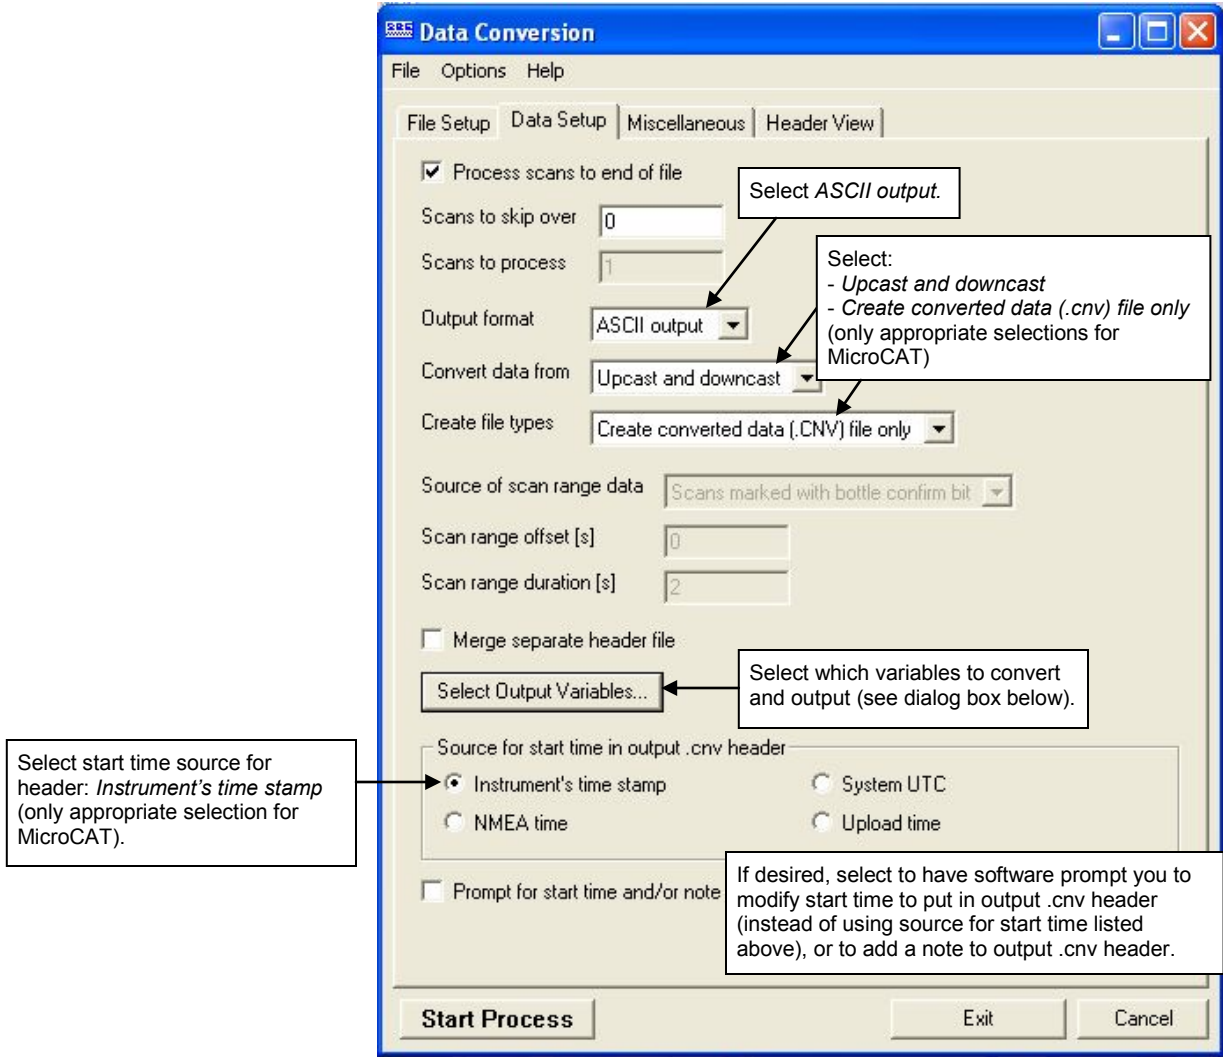 Data Conversion
File Options Help
File Setup Data Setup Miscellaneous Header View
Process scans to end of file
Select ASCII output.
Scans to skip over 0
Scans to process 1
Select:
- Upcast and downcast
- Create converted data (.cnv) file only
(only appropriate selections for
MicroCAT)
Output format ASCII output
Convert data from Upcast and downcast
Create file types Create converted data (.CNV) file only
Source of scan range data Scans marked with bottle confirm bit
Scan range offset [s] 0
Scan range duration [s] 2
Merge separate header file
Select Output Variables...
Select which variables to convert
and output (see dialog box below).
Source for start time in output .cnv header
Select start time source for
header: Instrument's time stamp
(only appropriate selection for
MicroCAT).
Instrument's time stamp System UTC
NMEA time Upload time
Prompt for start time and/or note
If desired, select to have software prompt you to
modify start time to put in output .cnv header
(instead of using source for start time listed
above), or to add a note to output .cnv header.
Start Process Exit Cancel